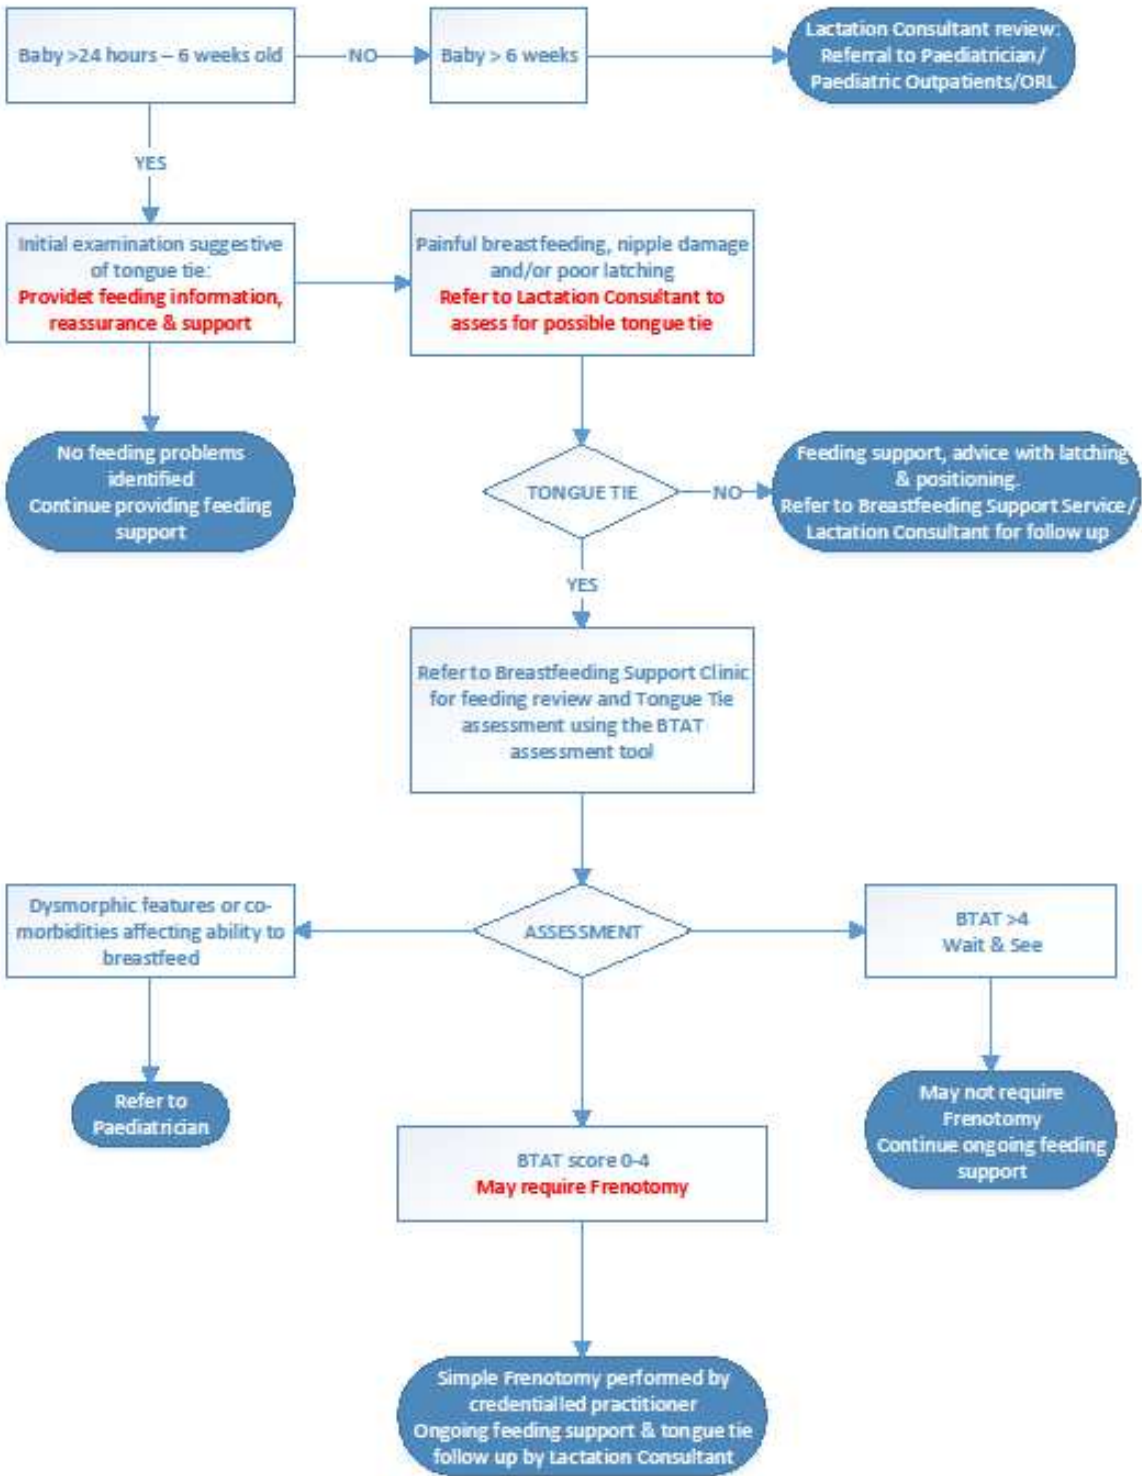 Baby >24 hours – 6 weeks old
NO
Baby > 6 weeks
Lactation Consultant review:
Referral to Paediatrician/
Paediatric Outpatients/ORL
YES
Initial examination suggestive
of tongue tie:
Providet feeding information,
reassurance & support
Painful breastfeeding, nipple damage
and/or poor latching
Refer to Lactation Consultant to
assess for possible tongue tie
No feeding problems
identified
Continue providing feeding
support
TONGUE TIE
NO
Feeding support, advice with latching
& positioning.
Refer to Breastfeeding Support Service/
Lactation Consultant for follow up
YES
Refer to Breastfeeding Support Clinic
for feeding review and Tongue Tie
assessment using the BTAT
assessment tool
Dysmorphic features or co-
morbidities affecting ability to
breastfeed
ASSESSMENT
BTAT >4
Wait & See
Refer to
Paediatrician
May not require
Frenotomy
Continue ongoing feeding
support
BTAT score 0-4
May require Frenotomy
Simple Frenotomy performed by
credentialled practitioner
Ongoing feeding support & tongue tie
follow up by Lactation Consultant